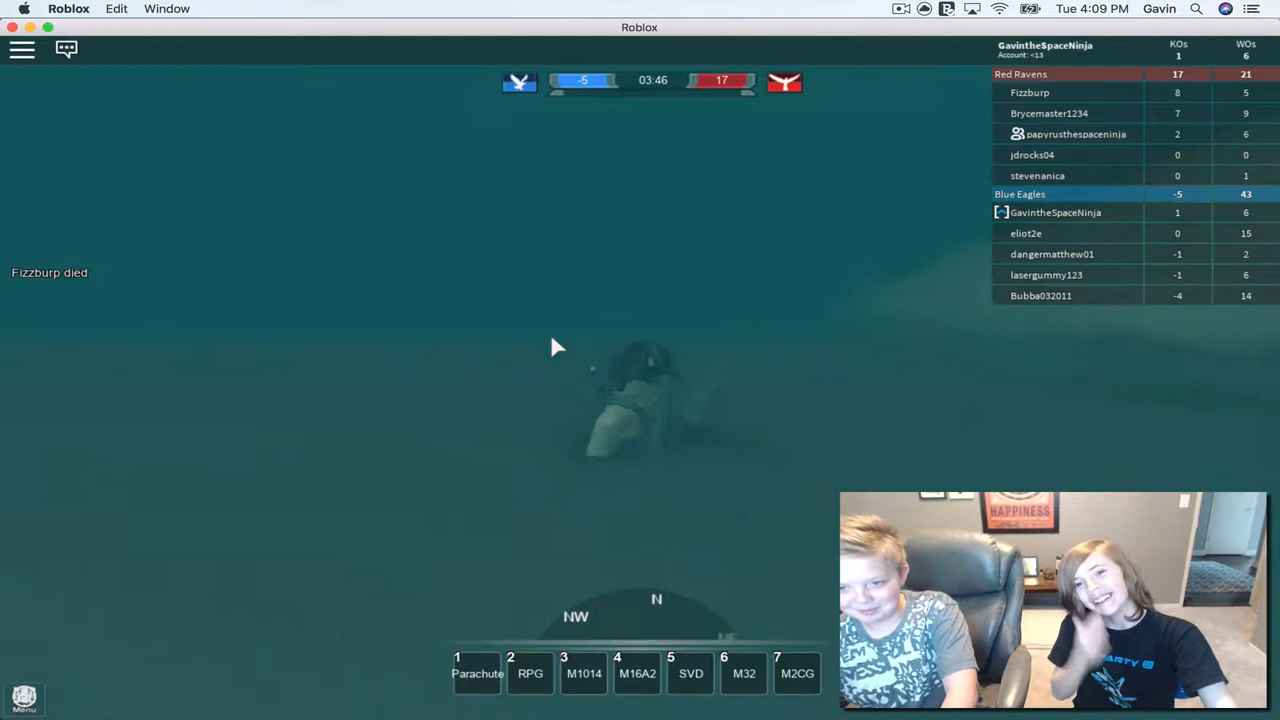 Roblox Edit Window Tue 4:09 PM Gavin
Roblox
GavintheSpaceNinja KOs WOs
Account: <13 1 6
-5 03:46 17
Red Ravens 17 21
Fizzburp 8 5
Brycemaster1234 7 9
papyrusthespaceninja 2 6
jdrocks04 0 0
stevenanica 0 1
Blue Eagles -5 43
GavintheSpaceNinja 1 6
eliot2e 0 15
dangermatthew01 -1 2
lasergummy123 -1 6
Bubba032011 -4 14
Fizzburp died.
HAPPINESS
NW N
1 2 3 4 5 6 7
Parachute RPG M1014 M16A2 SVD M32 M2CG
Menu